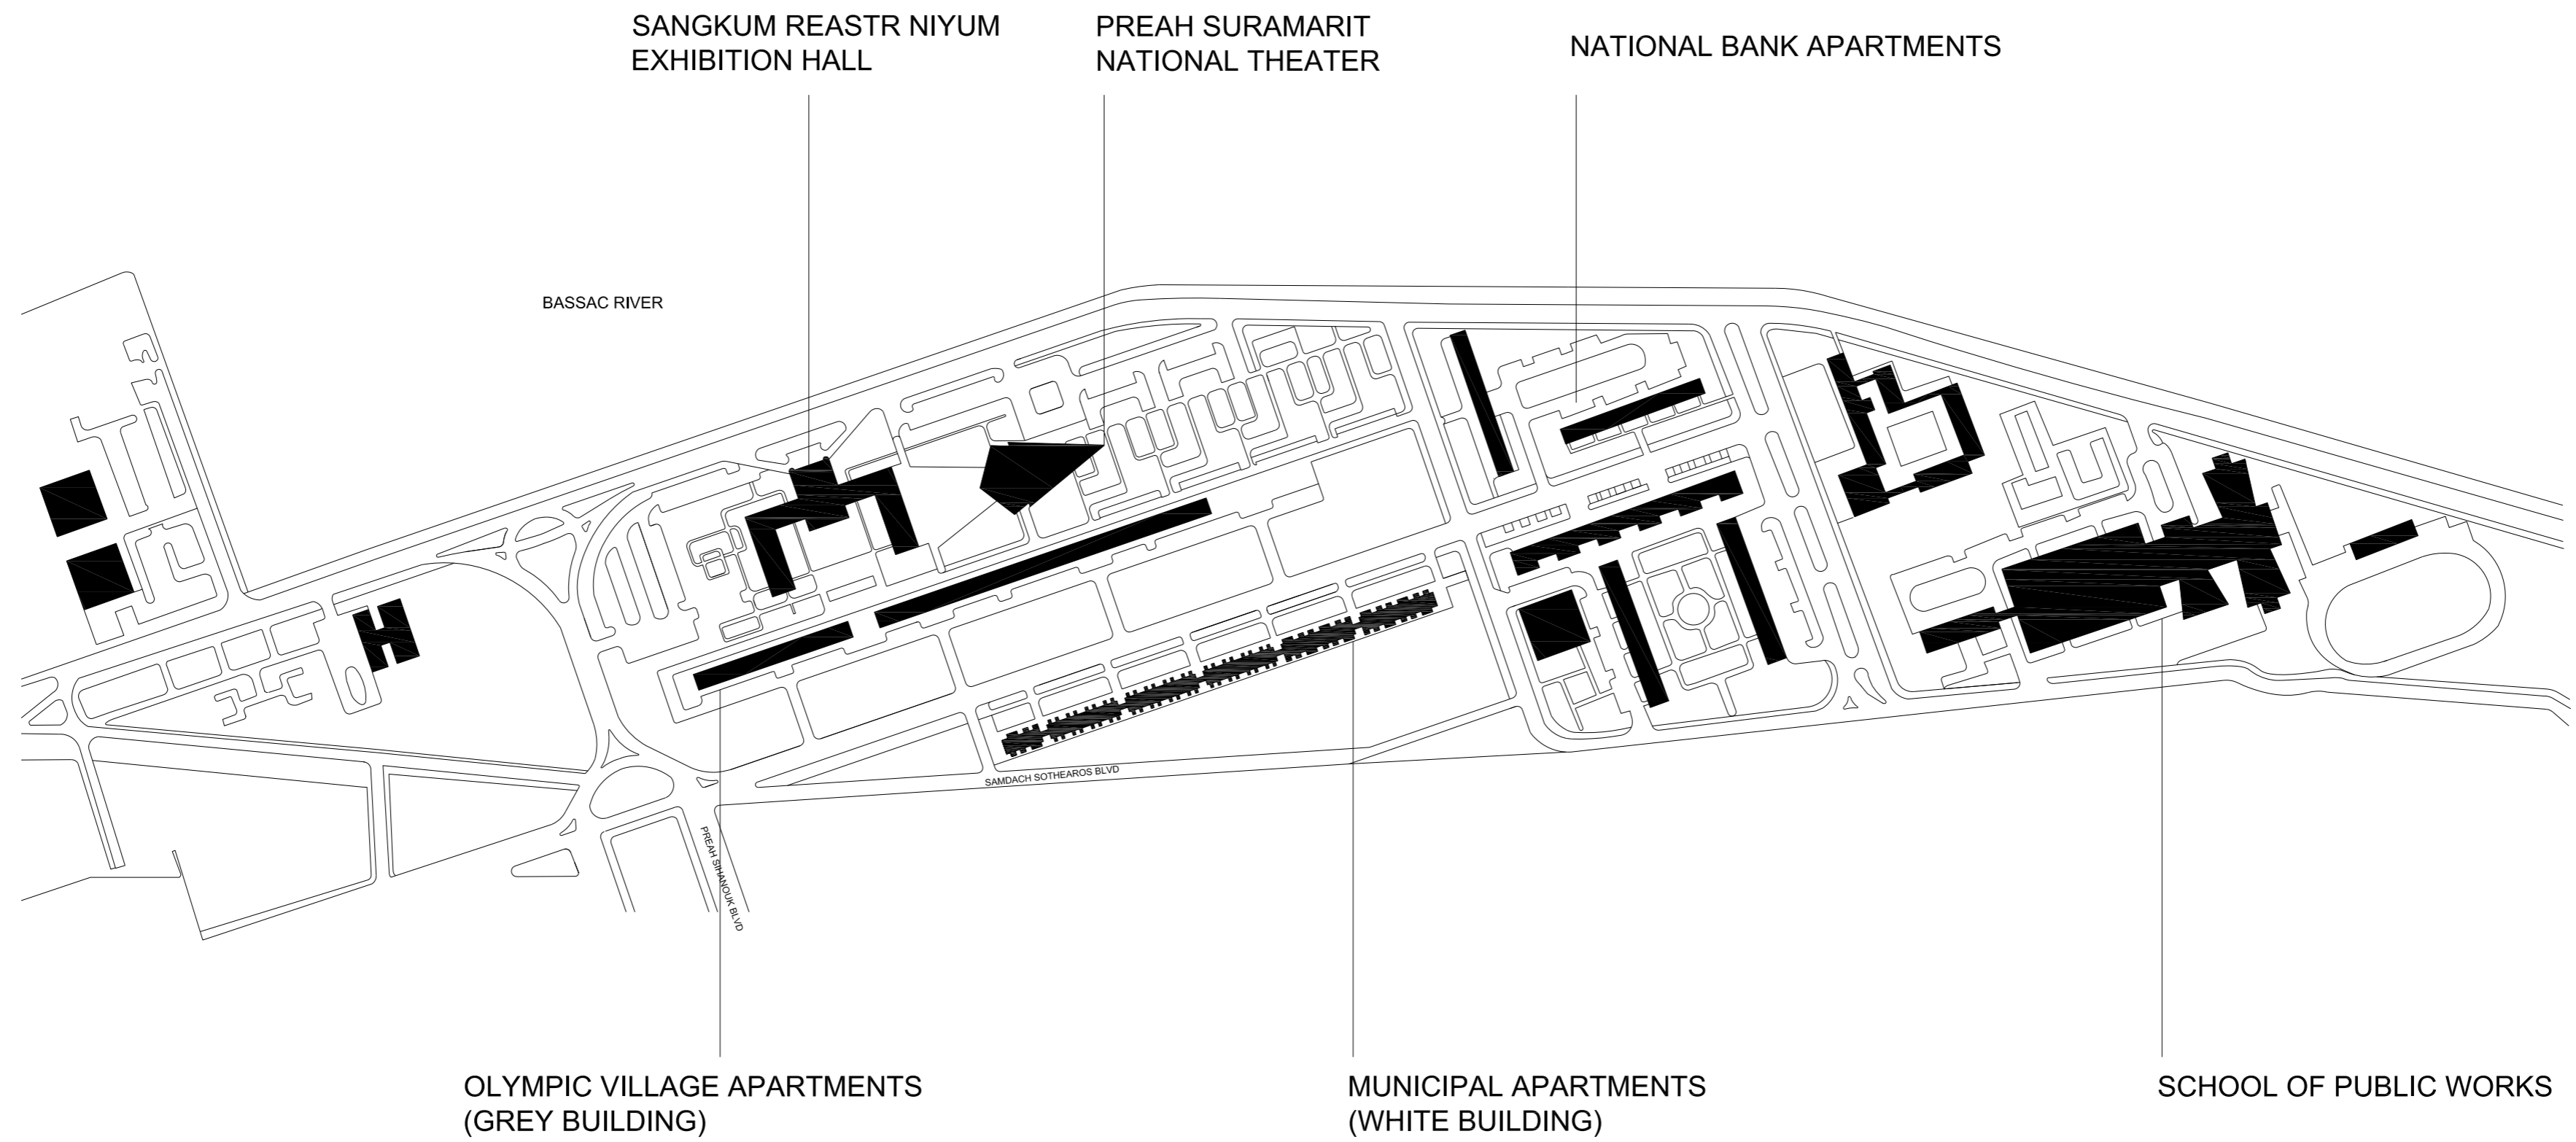 SANGKUM REASTR NIYUM
EXHIBITION HALL
PREAH SURAMARIT
NATIONAL THEATER
NATIONAL BANK APARTMENTS
BASSAC RIVER
SAMDACH SOTHEAROS BLVD
PREAH SIHANOUK BLVD
OLYMPIC VILLAGE APARTMENTS
(GREY BUILDING)
MUNICIPAL APARTMENTS
(WHITE BUILDING)
SCHOOL OF PUBLIC WORKS